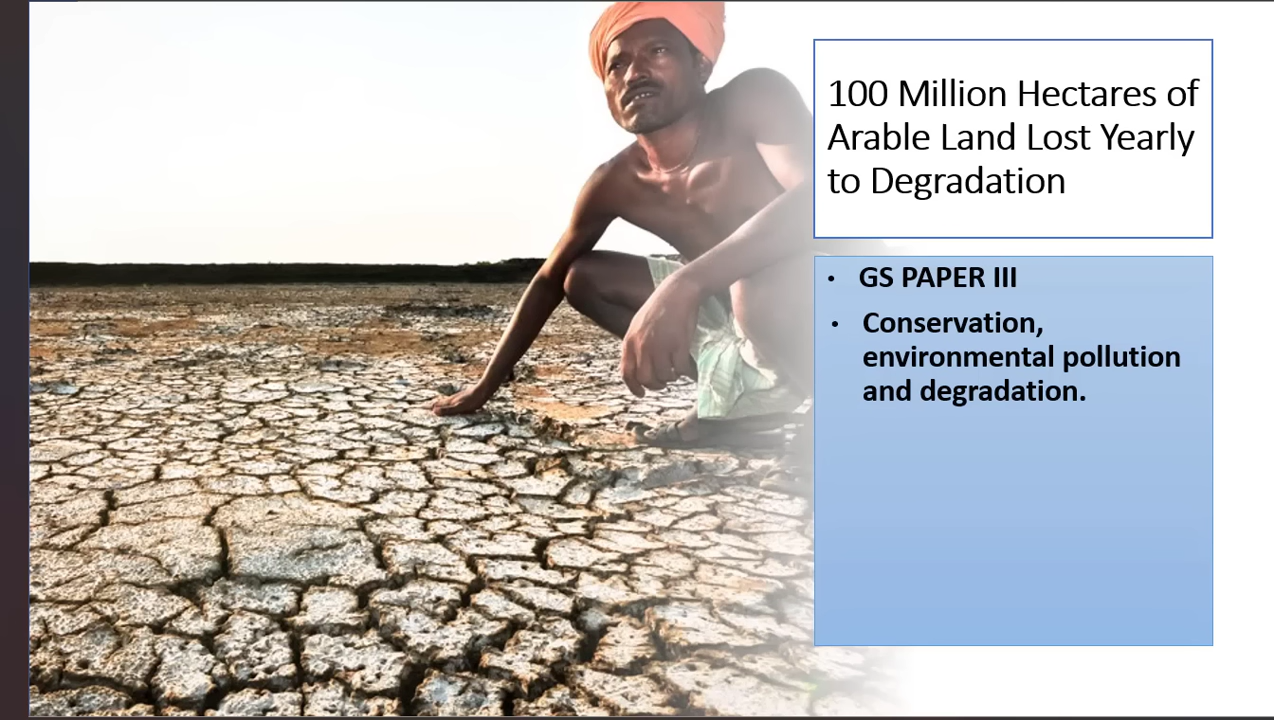 100 Million Hectares of
Arable Land Lost Yearly
to Degradation
• GS PAPER III
• Conservation,
environmental pollution
and degradation.